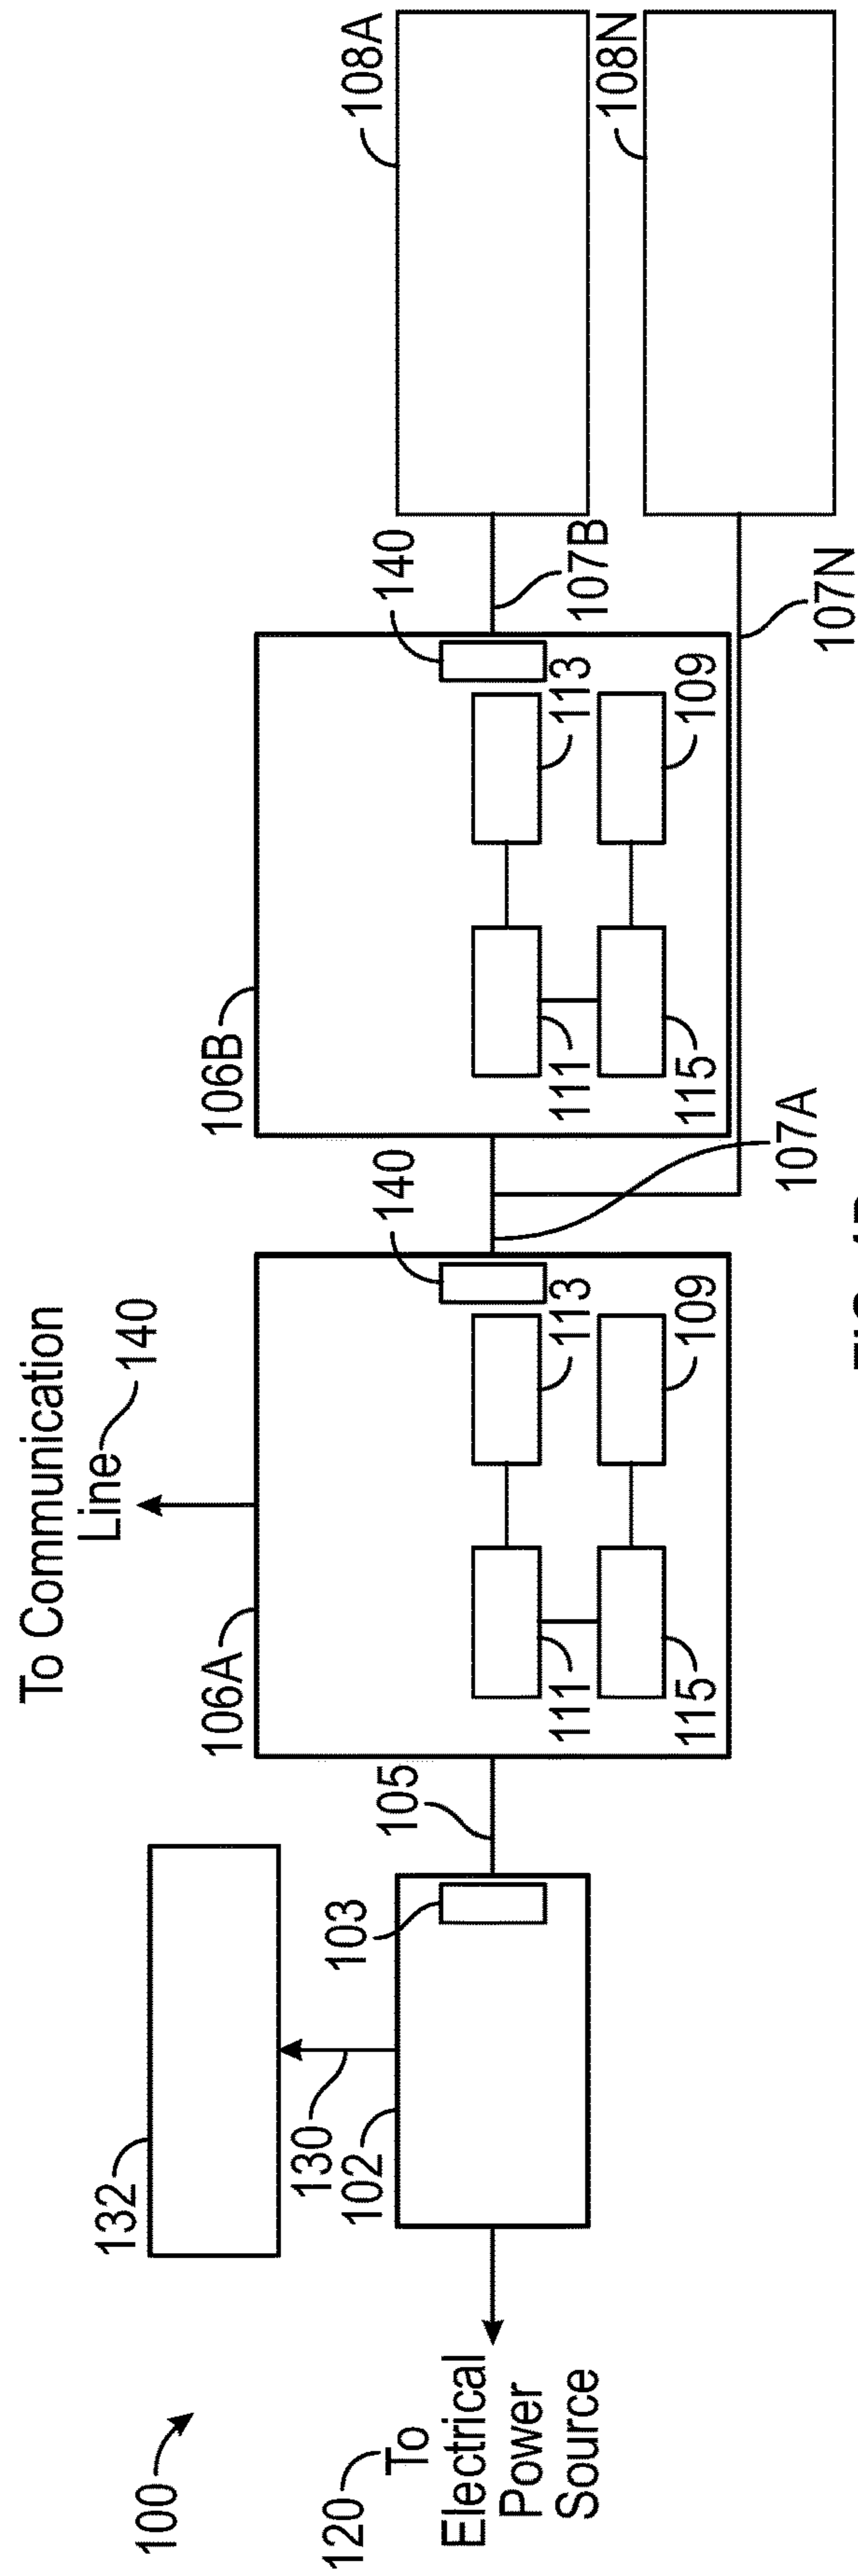 To Communication
Line 140
100
132
130
102
120
To
Electrical
Power
Source
103
105
106A
140
111
113
115
109
107A
106B
140
111
113
115
109
107B
107N
108A
108N